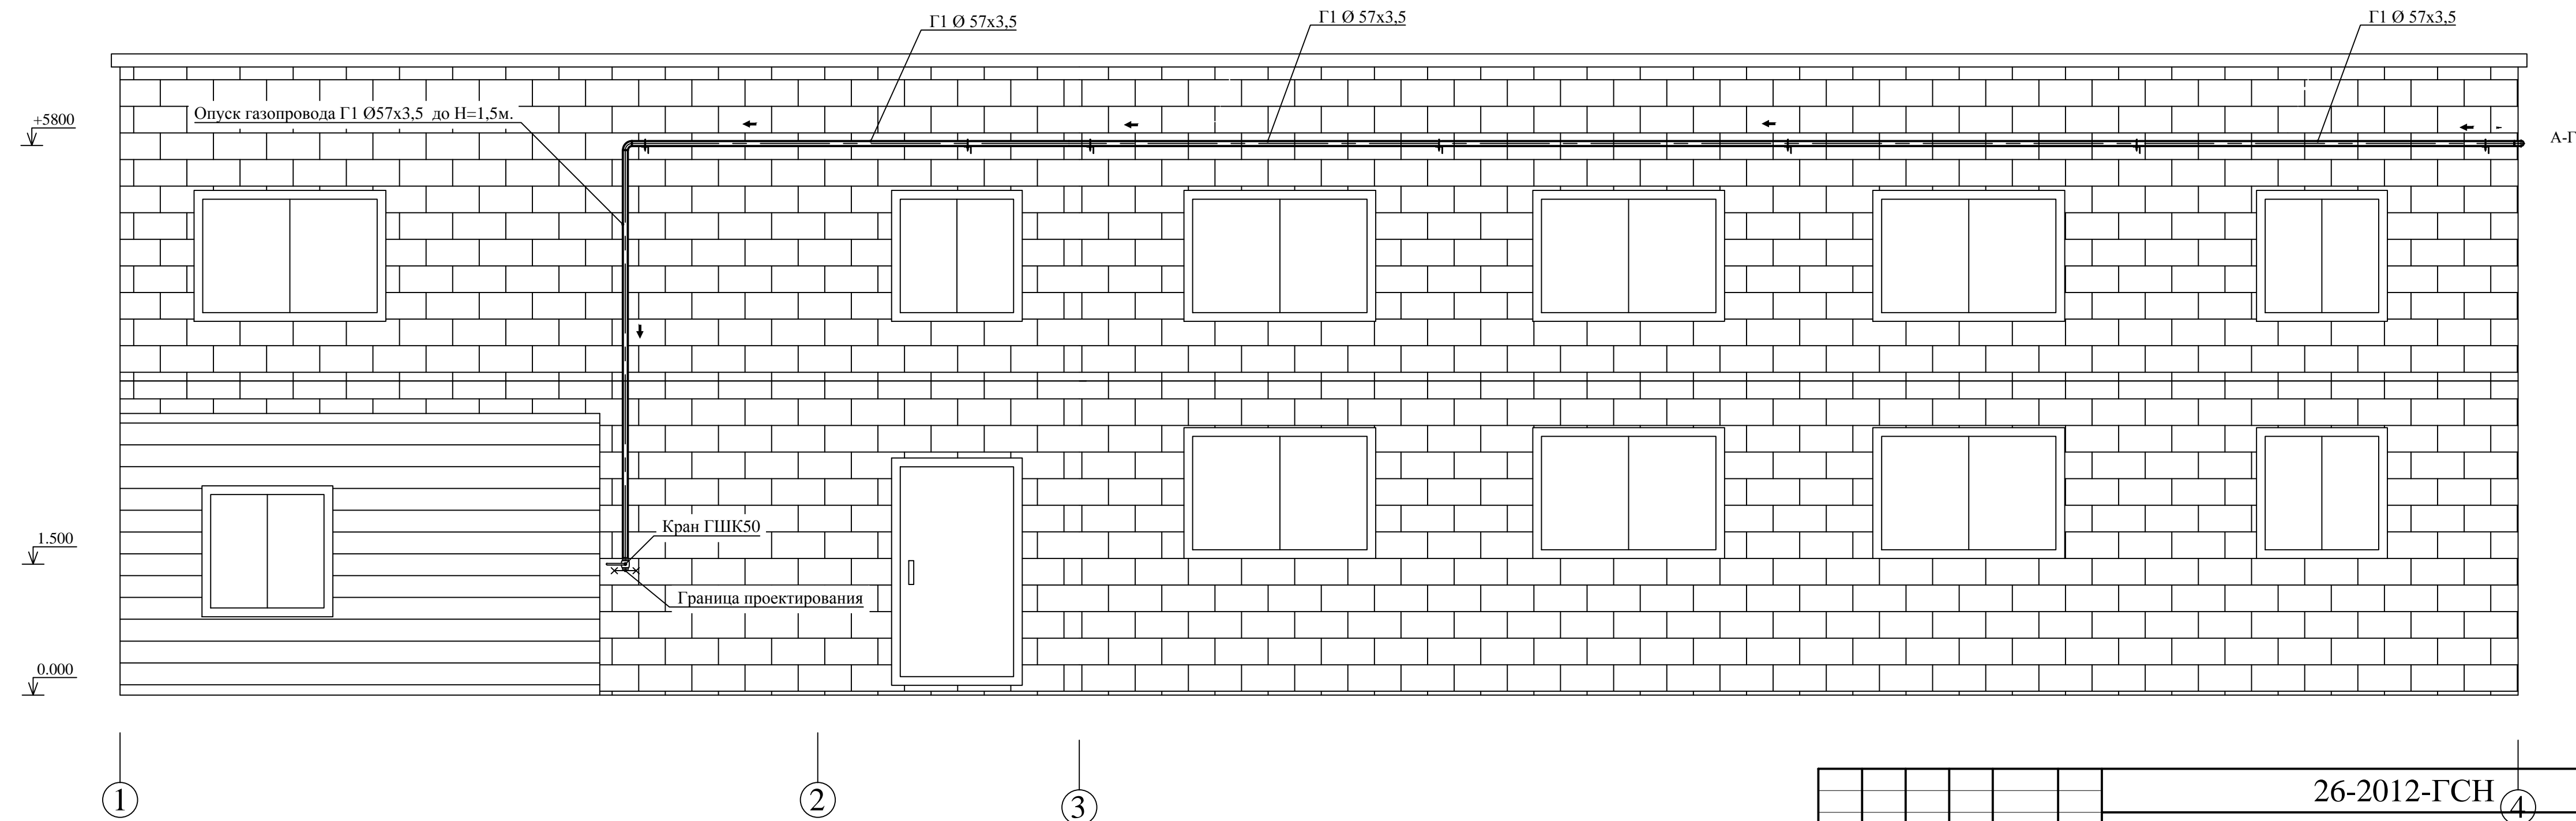 Г1 Ø 57х3,5
Г1 Ø 57х3,5
Г1 Ø 57х3,5
Опуск газопровода Г1 Ø57х3,5 до Н=1,5м.
+5800
А-Г
1.500
Кран ГШК50
Граница проектирования
0.000
1
2
3
4
26-2012-ГСН